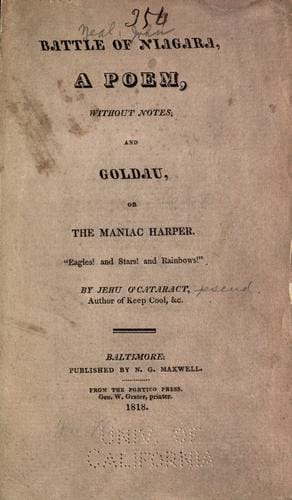 254
Neal, John
BATTLE OF NIAGARA,
A POEM,
WITHOUT NOTES;
AND
GOLDAU,
OR
THE MANIAC HARPER.
"Eagles! and Stars! and Rainbows!"
BY JEHU O'CATARACT, pseud.
Author of Keep Cool, &c.
BALTIMORE:
PUBLISHED BY N. G. MAXWELL.
FROM THE PORTICO PRESS.
Geo. W. Grater, printer.
1818.
UNIV. OF
CALIFORNIA